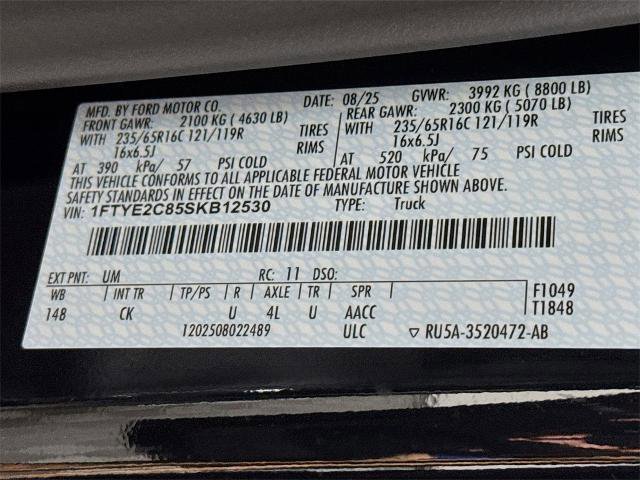 MFD. BY FORD MOTOR CO. DATE: 08/25 GVWR: 3992 KG ( 8800 LB)
FRONT GAWR: 2100 KG ( 4630 LB) REAR GAWR: 2300 KG ( 5070 LB)
WITH 235/65R16C 121/119R TIRES WITH 235/65R16C 121/119R TIRES
16x6.5J RIMS 16x6.5J RIMS
AT 390 kPa/ 57 PSI COLD AT 520 kPa/ 75 PSI COLD
THIS VEHICLE CONFORMS TO ALL APPLICABLE FEDERAL MOTOR VEHICLE
SAFETY STANDARDS IN EFFECT ON THE DATE OF MANUFACTURE SHOWN ABOVE.
VIN: 1FTYE2C85SKB12530 TYPE: Truck
EXT PNT: UM RC: 11 DSO:
WB INT TR TP/PS R AXLE TR SPR F1049
148 CK U 4L U AACC T1848
1202508022489 ULC ▽ RU5A-3520472-AB